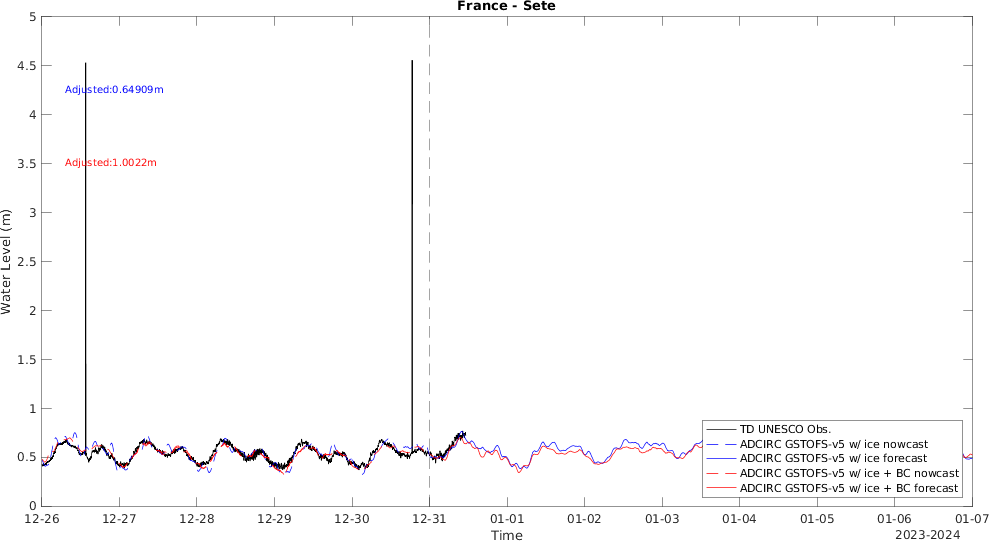 France - Sete
5
4.5
4
3.5
3
2.5
2
1.5
1
0.5
0
Water Level (m)
Adjusted:0.64909m
Adjusted:1.0022m
TD UNESCO Obs.
ADCIRC GSTOFS-v5 w/ ice nowcast
ADCIRC GSTOFS-v5 w/ ice forecast
ADCIRC GSTOFS-v5 w/ ice + BC nowcast
ADCIRC GSTOFS-v5 w/ ice + BC forecast
12-26 12-27 12-28 12-29 12-30 12-31 01-01 01-02 01-03 01-04 01-05 01-06 01-07
Time
2023-2024